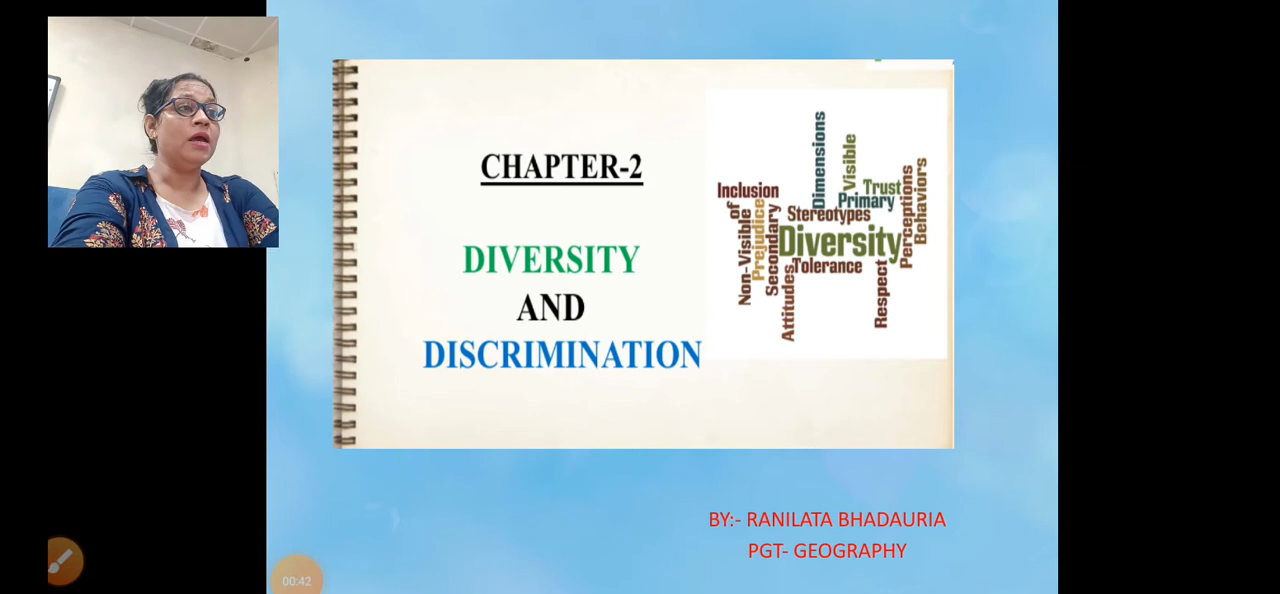 CHAPTER-2
DIVERSITY
AND
DISCRIMINATION
Inclusion
of
Non-Visible
Prejudice
Secondary
Attitudes
Dimensions
Visible
Stereotypes
Primary
Trust
Diversity
Tolerance
Respect
Perceptions
Behaviors
BY:- RANILATA BHADAURIA
PGT- GEOGRAPHY
00:42